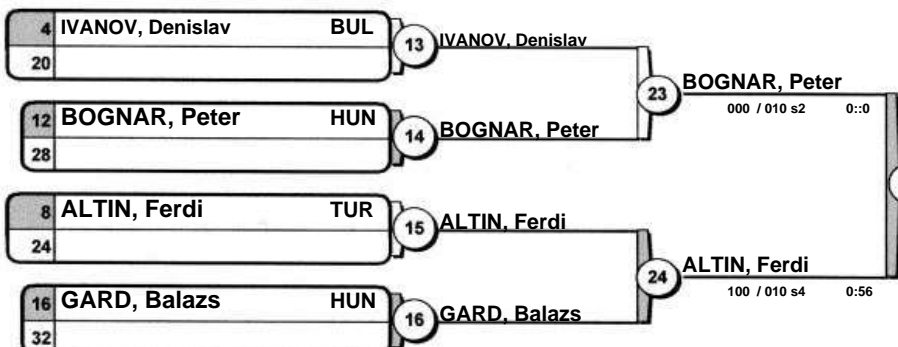 4 IVANOV, Denislav BUL
20
13 IVANOV, Denislav
23 BOGNAR, Peter
000 / 010 s2 0::0
12 BOGNAR, Peter HUN
28
14 BOGNAR, Peter
8 ALTIN, Ferdi TUR
24
15 ALTIN, Ferdi
24 ALTIN, Ferdi
100 / 010 s4 0:56
16 GARD, Balazs HUN
32
16 GARD, Balazs